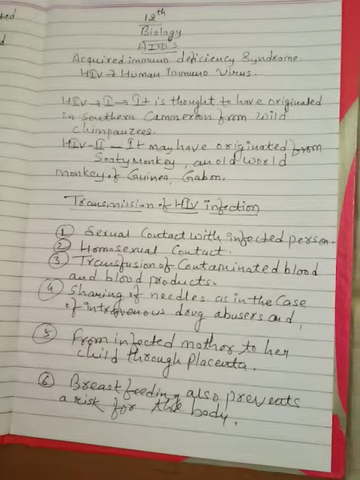 12th
Biology
AID'S
Acquired immuno deficiency Syndrome
HIV → Human Immuno Virus.
HIV → I → It is thought to have originated
in southern Cammeroon from wild
chimpanzees.
HIV-II - It may have originated from
Sooty Monkey, an old world
monkey of Guinea, Gabon.
Transmission of HIV infection
① Sexual Contact with infected person.
② Homosexual Contact.
③ Transfusion of Contaminated blood
and blood products.
④ Sharing of needles as in the Case
of intravenous drug abusers and,
⑤ From infected mother to her
child through Placenta.
⑥ Breast feeding also prevents
a risk for the body.